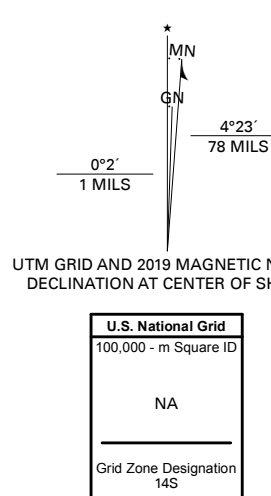 ★
MN
GN
4°23´
78 MILS
0°2´
1 MILS
UTM GRID AND 2019 MAGNETIC
DECLINATION AT CENTER OF
U.S. National Grid
100,000 - m Square ID
NA
Grid Zone Designation
14S